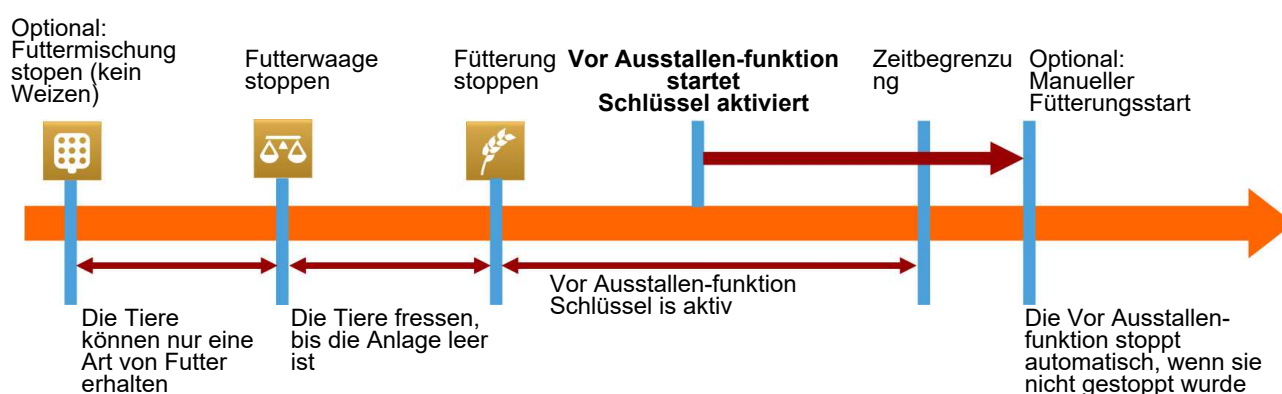 Optional:
Futtermischung
stopen (kein
Weizen)
Futterwaage
stoppen
Fütterung
stoppen
Vor Ausstallen-funktion
startet
Schlüssel aktiviert
Zeitbegrenzu
ng
Optional:
Manueller
Fütterungsstart
Die Tiere
können nur eine
Art von Futter
erhalten
Die Tiere fressen,
bis die Anlage leer
ist
Vor Ausstallen-funktion
Schlüssel is aktiv
Die Vor Ausstallen-
funktion stoppt
automatisch, wenn sie
nicht gestoppt wurde